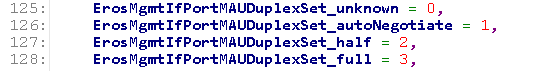 125:    ErosMgmtIfPortMAUDuplexSet_unknown = 0,
126:    ErosMgmtIfPortMAUDuplexSet_autoNegotiate = 1,
127:    ErosMgmtIfPortMAUDuplexSet_half = 2,
128:    ErosMgmtIfPortMAUDuplexSet_full = 3,